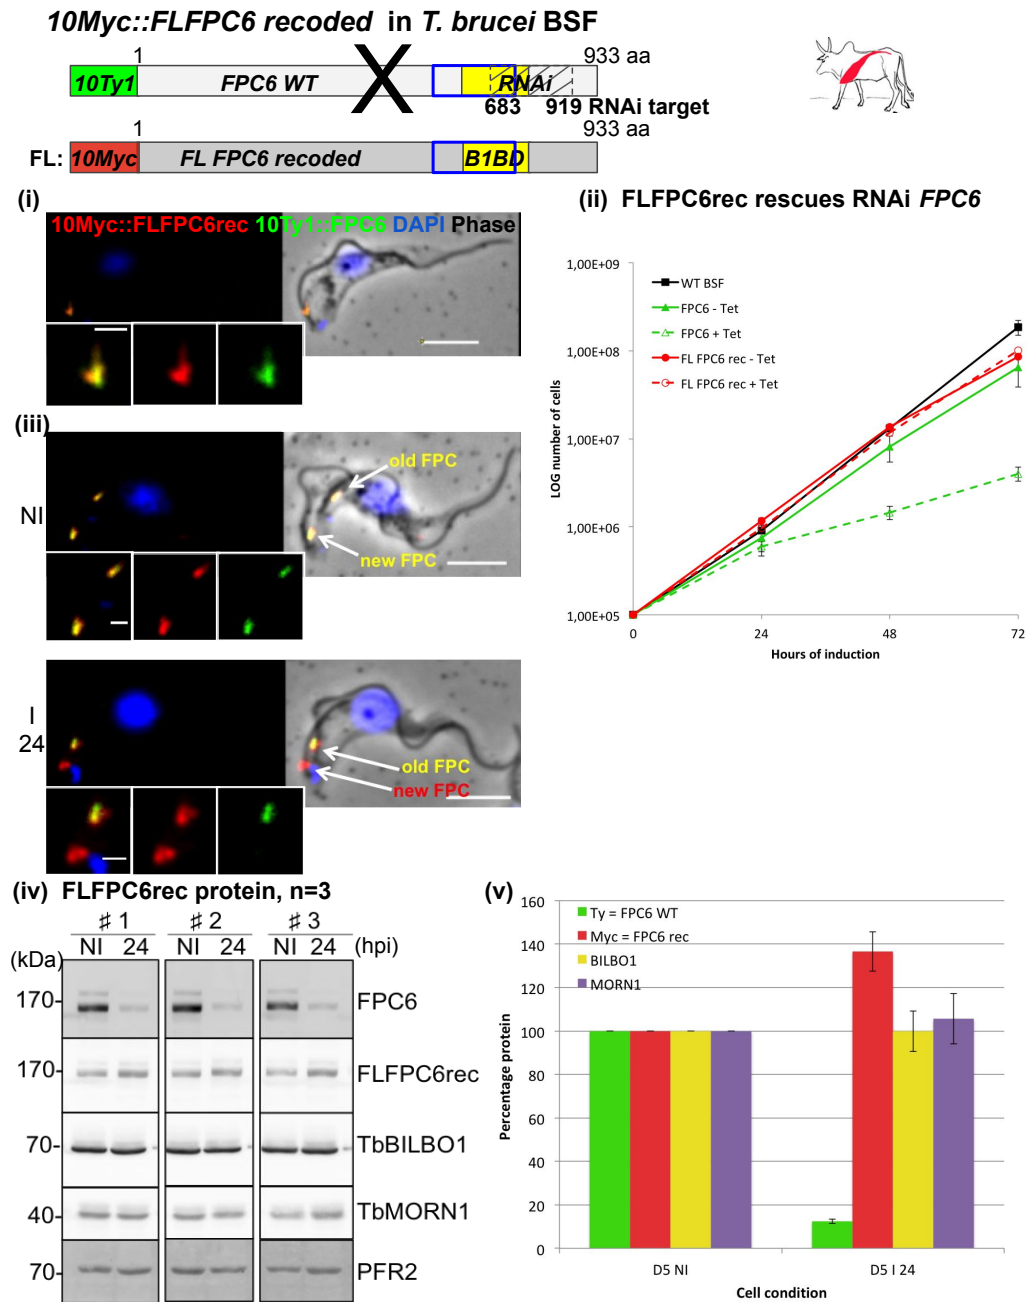 10Myc::FLFPC6 recoded in T. brucei BSF
1 933 aa
10Ty1 FPC6 WT X RNAi
683 919 RNAi target
1 933 aa
FL: 10Myc FL FPC6 recoded B1BD
(i)
10Myc::FLFPC6rec 10Ty1::FPC6 DAPI Phase
(ii) FLFPC6rec rescues RNAi FPC6
1,00E+09
1,00E+08
1,00E+07
1,00E+06
1,00E+05
LOG number of cells
WT BSF
FPC6 - Tet
FPC6 + Tet
FL FPC6 rec - Tet
FL FPC6 rec + Tet
0 24 48 72
Hours of induction
(iii)
NI
old FPC
new FPC
I
24
old FPC
new FPC
(iv) FLFPC6rec protein, n=3
♯ 1 ♯ 2 ♯ 3
NI 24 NI 24 NI 24 (hpi)
(kDa)
170- FPC6
170- FLFPC6rec
70- TbBILBO1
40- TbMORN1
70- PFR2
(v)
160
140
120
100
80
60
40
20
0
Percentage protein
Ty = FPC6 WT
Myc = FPC6 rec
BILBO1
MORN1
D5 NI D5 I 24
Cell condition